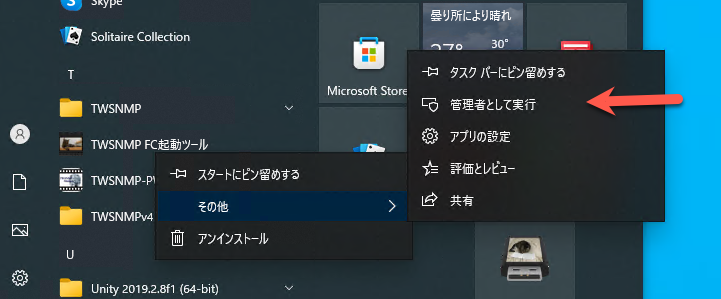 Skype
Solitaire Collection
T
TWSNMP
TWSNMP FC起動ツール
TWSNMP-P
TWSNMPv4
U
Unity 2019.2.8f1 (64-bit)
スタートにピン留めする
その他
アンインストール
Microsoft Store
曇り所により晴れ
30°
タスク バーにピン留めする
管理者として実行
アプリの設定
評価とレビュー
共有